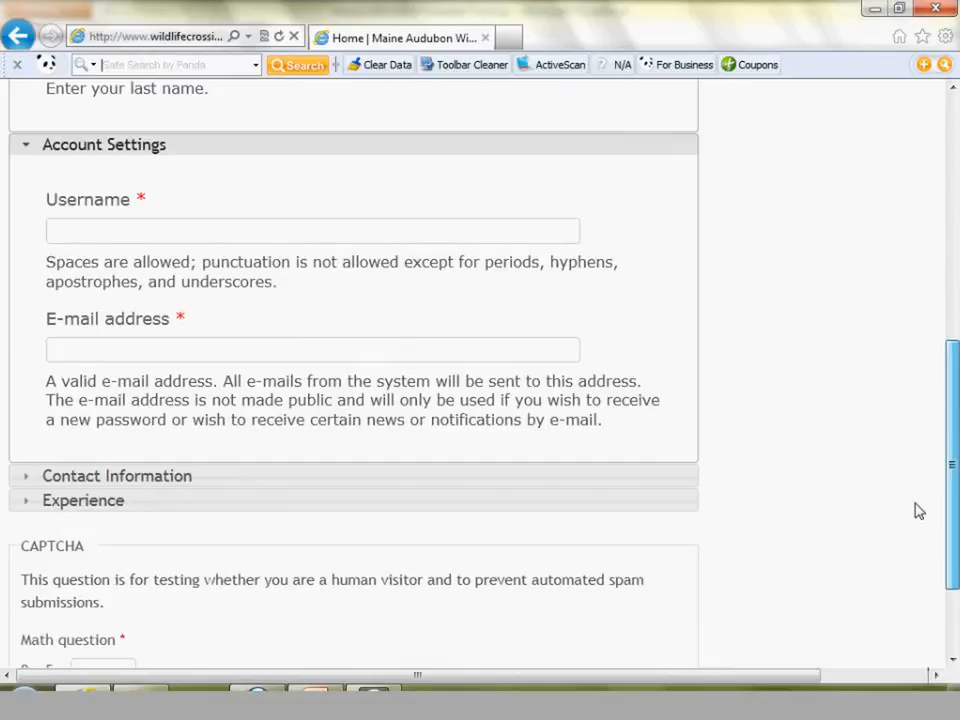 http://www.wildlifecrossi...
Home | Maine Audubon Wi...
Safe Search by Panda
Search
Clear Data
Toolbar Cleaner
ActiveScan
N/A
For Business
Coupons
Enter your last name.
Account Settings
Username *
Spaces are allowed; punctuation is not allowed except for periods, hyphens,
apostrophes, and underscores.
E-mail address *
A valid e-mail address. All e-mails from the system will be sent to this address.
The e-mail address is not made public and will only be used if you wish to receive
a new password or wish to receive certain news or notifications by e-mail.
Contact Information
Experience
CAPTCHA
This question is for testing whether you are a human visitor and to prevent automated spam
submissions.
Math question *